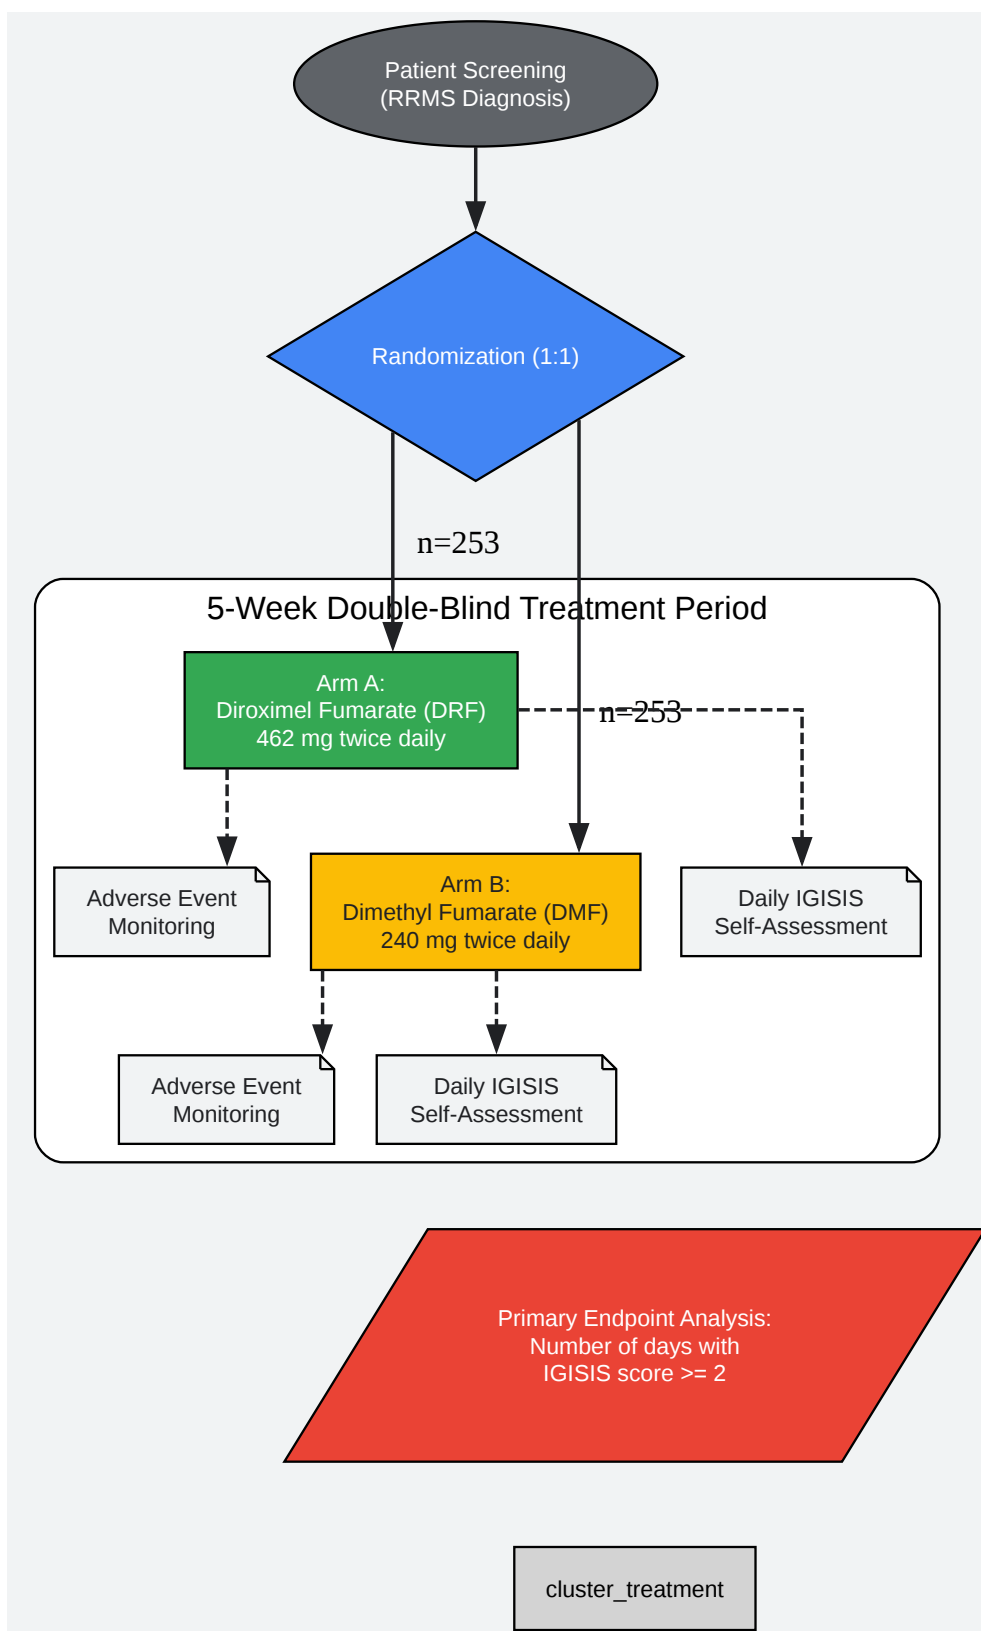 Patient Screening
(RRMS Diagnosis)
Randomization (1:1)
n=253
5-Week Double-Blind Treatment Period
Arm A:
Diroximel Fumarate (DRF)
462 mg twice daily
n=253
Adverse Event
Monitoring
Arm B:
Dimethyl Fumarate (DMF)
240 mg twice daily
Daily IGISIS
Self-Assessment
Adverse Event
Monitoring
Daily IGISIS
Self-Assessment
Primary Endpoint Analysis:
Number of days with
IGISIS score >= 2
cluster_treatment